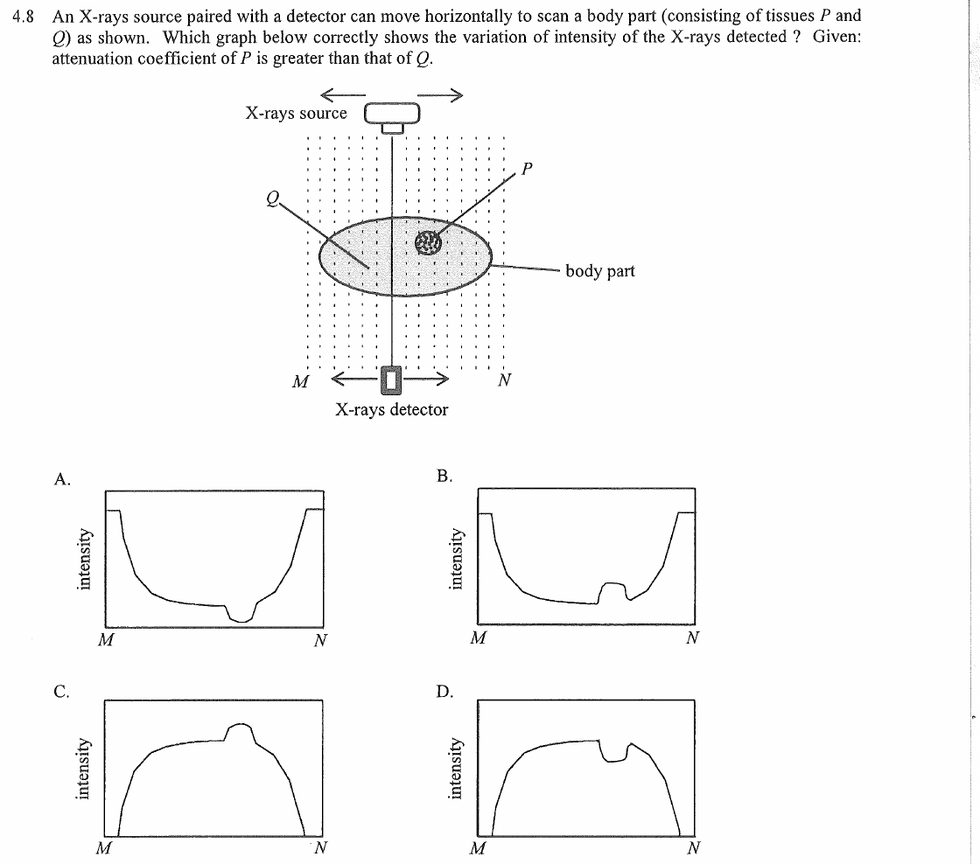 4.8 An X-rays source paired with a detector can move horizontally to scan a body part (consisting of tissues P and
Q) as shown. Which graph below correctly shows the variation of intensity of the X-rays detected ? Given:
attenuation coefficient of P is greater than that of Q.
X-rays source
P
Q
body part
M
N
X-rays detector
A.
B.
intensity
intensity
M
N
M
N
C.
D.
intensity
intensity
M
N
M
N